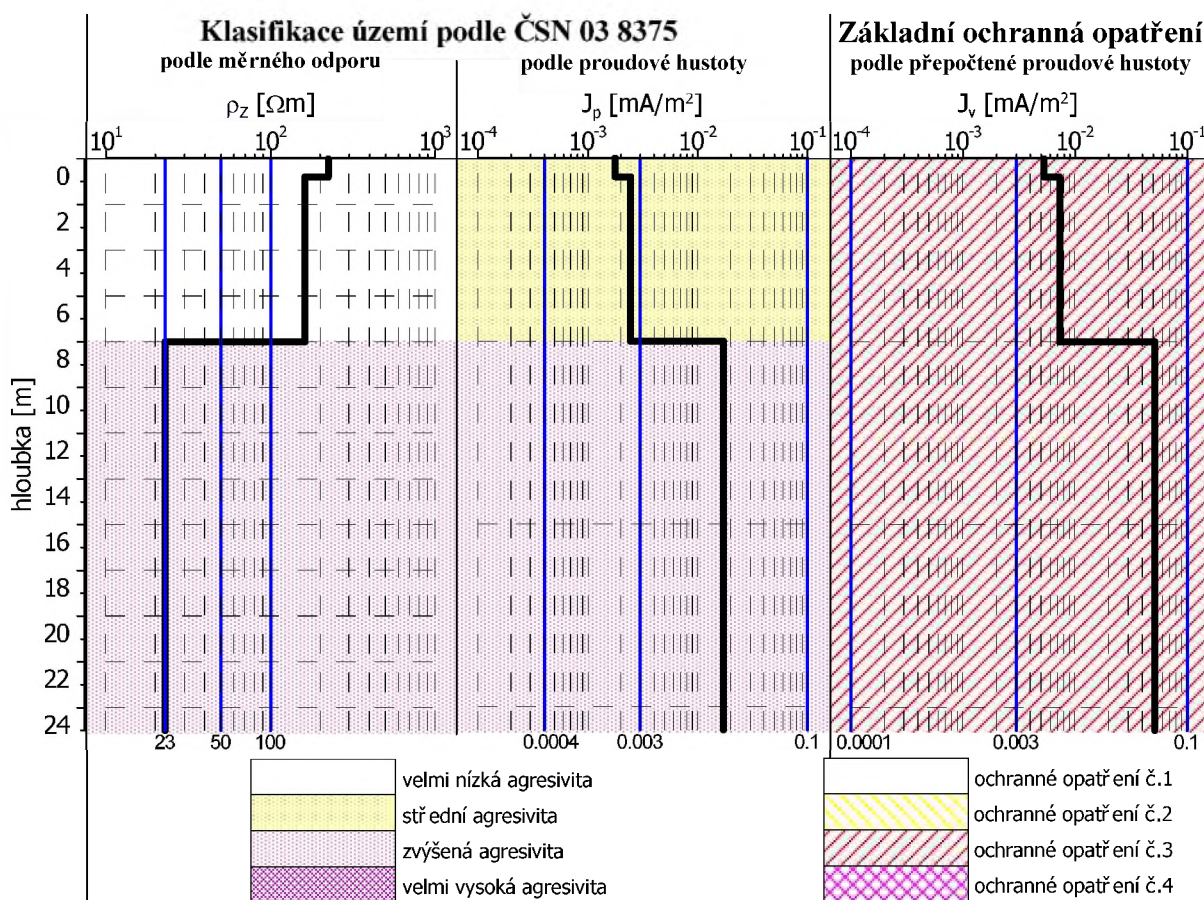 Klasifikace území podle ČSN 03 8375
Základní ochranná opatření
podle měrného odporu
podle proudové hustoty
podle přepočtené proudové hustoty
ρZ [Ωm]
Jp [mA/m²]
Jv [mA/m²]
10¹ 10² 10³
10⁻⁴ 10⁻³ 10⁻² 10⁻¹
10⁻⁴ 10⁻³ 10⁻² 10⁻¹
hloubka [m]
0
2
4
6
8
10
12
14
16
18
20
22
24
23 50 100
0.0004 0.003 0.1
0.0001 0.003 0.1
velmi nízká agresivita
střední agresivita
zvýšená agresivita
velmi vysoká agresivita
ochranné opatření č.1
ochranné opatření č.2
ochranné opatření č.3
ochranné opatření č.4